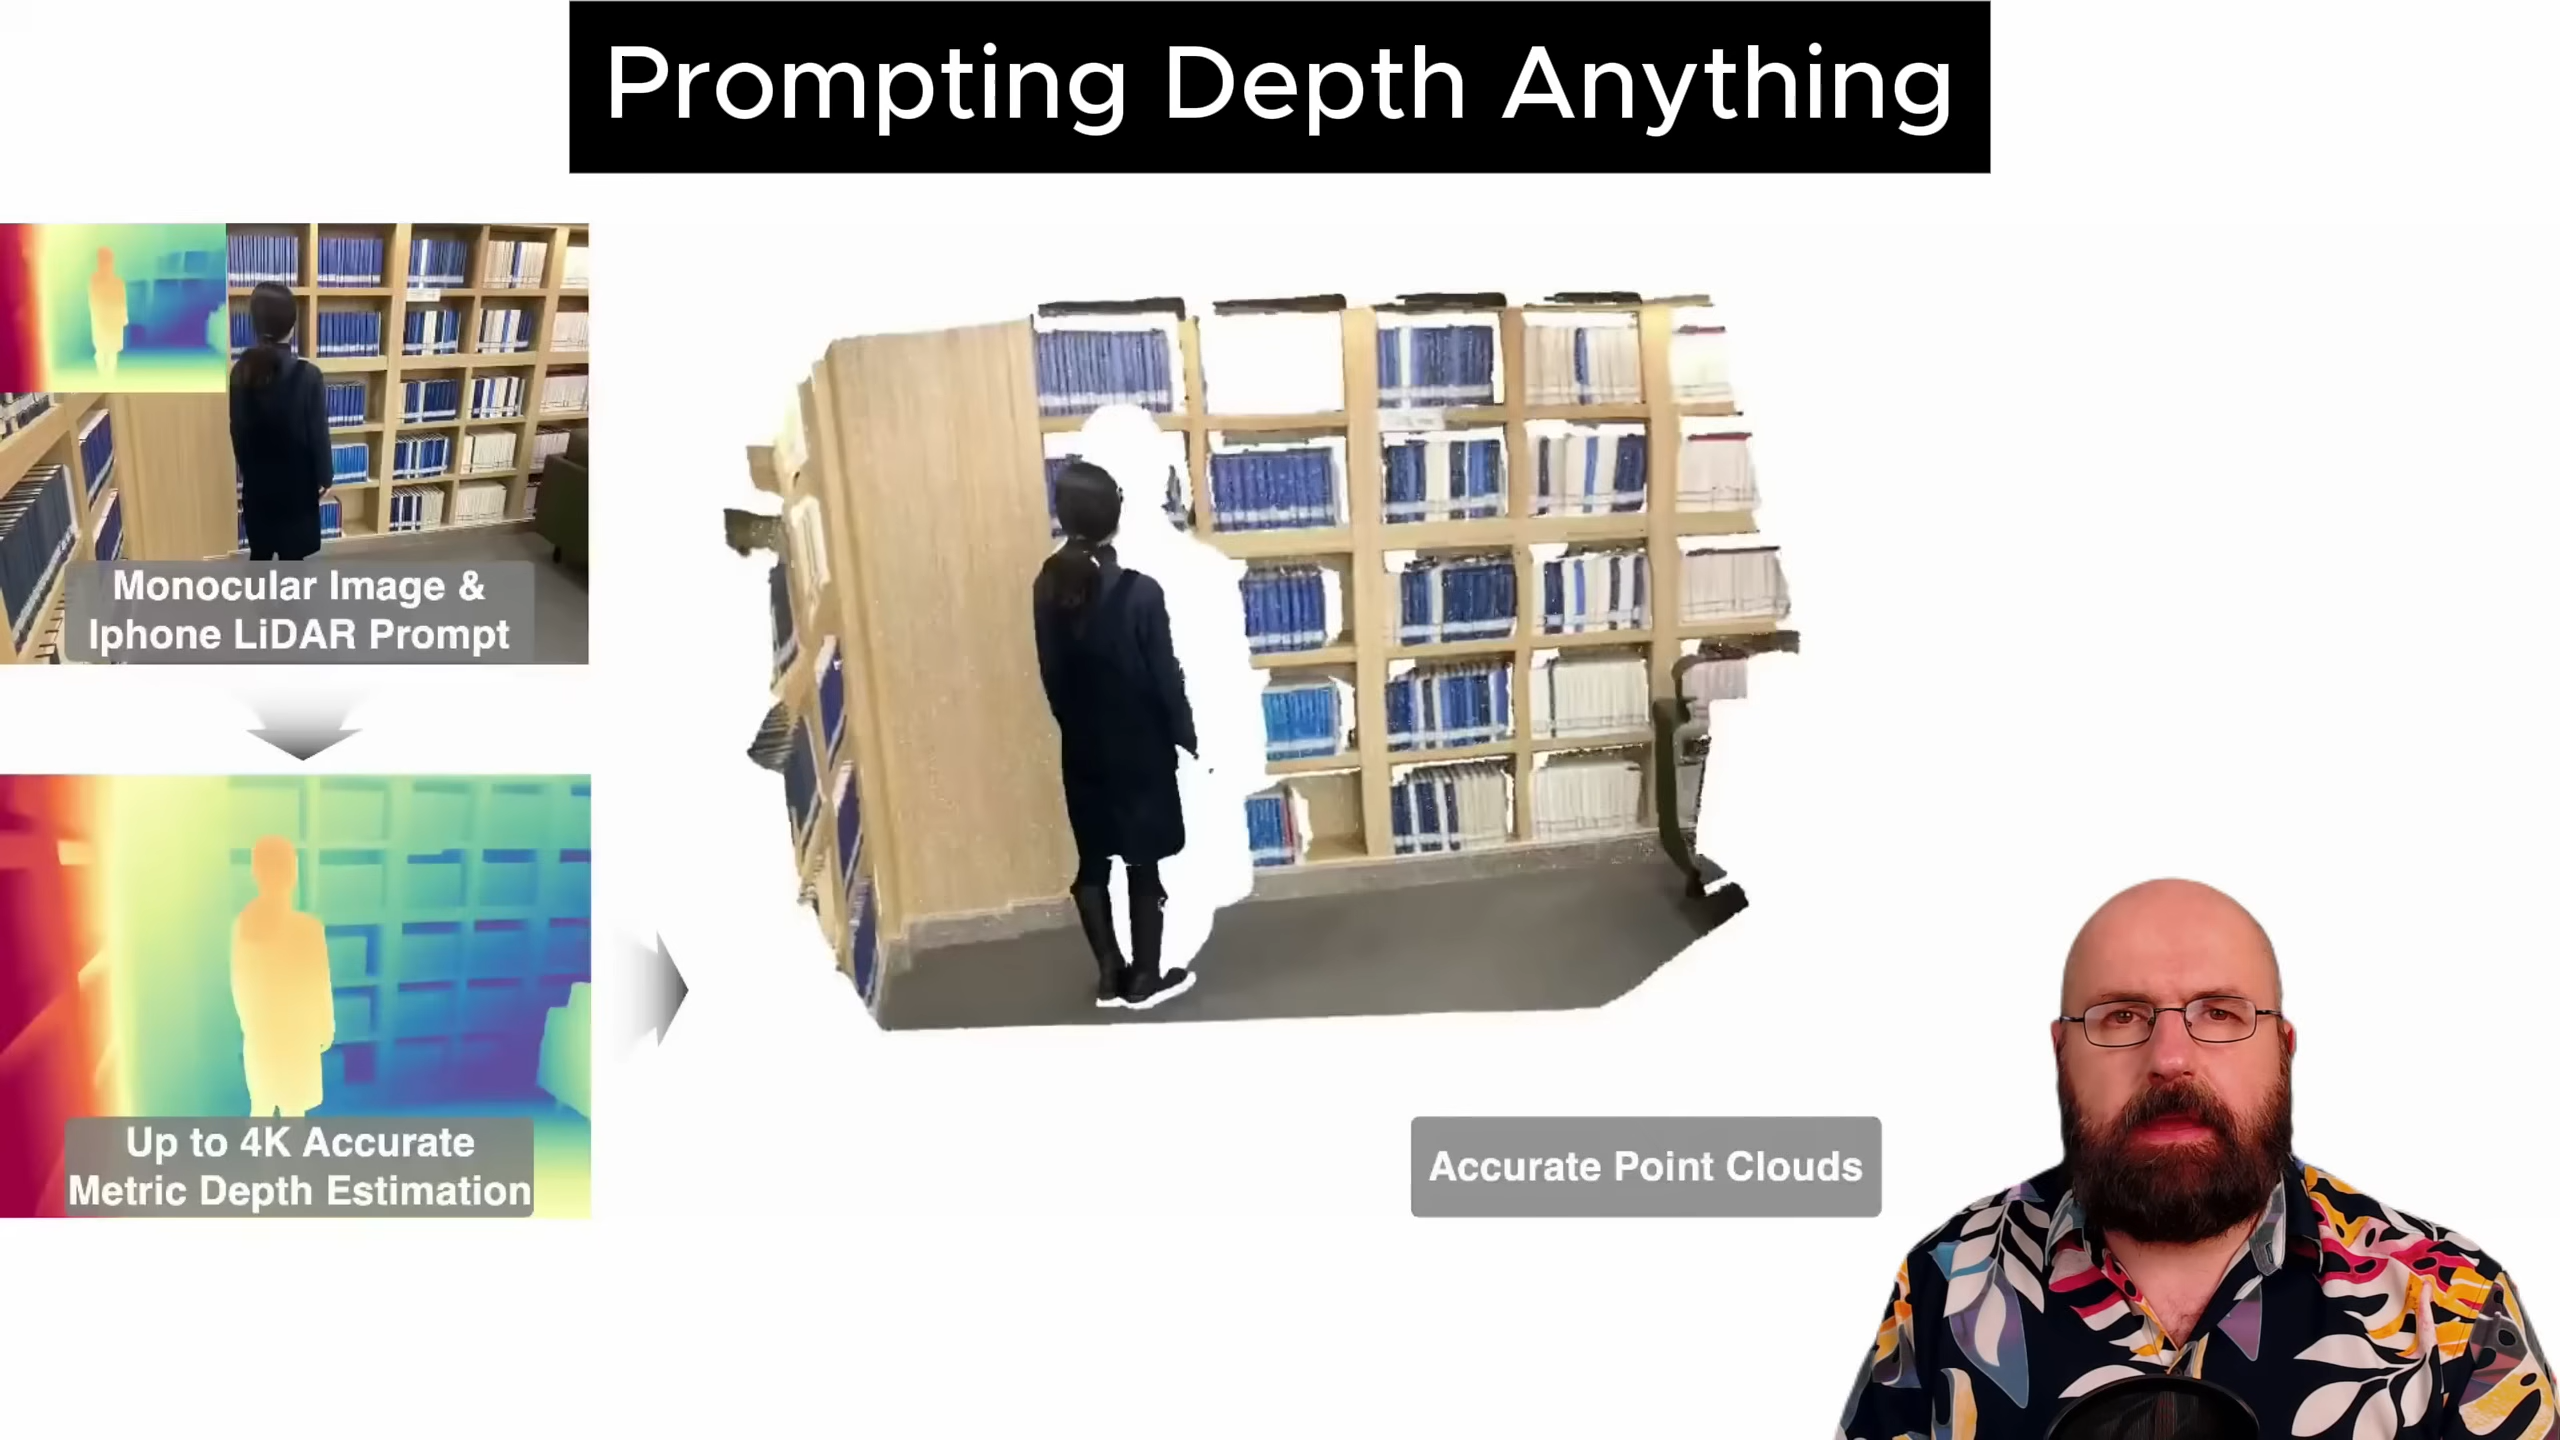 Prompting Depth Anything
Monocular Image &
Iphone LiDAR Prompt
Up to 4K Accurate
Metric Depth Estimation
Accurate Point Clouds